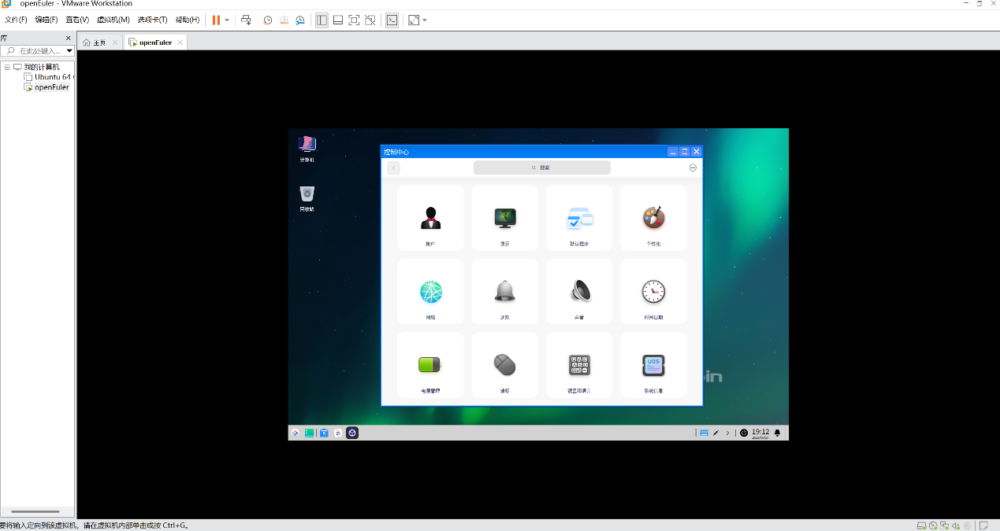 openEuler - VMware Workstation
文件(F) 编辑(E) 查看(V) 虚拟机(M) 选项卡(T) 帮助(H)
库
主页
openEuler
在此处键入...
我的计算机
Ubuntu 64
openEuler
计算机
回收站
控制中心
搜索
帐户
显示
默认程序
个性化
网络
通知
声音
时间日期
电源管理
鼠标
键盘和语言
UOS
系统信息
in
19:12
要将输入定向到该虚拟机，请在虚拟机内部单击或按 Ctrl+G。